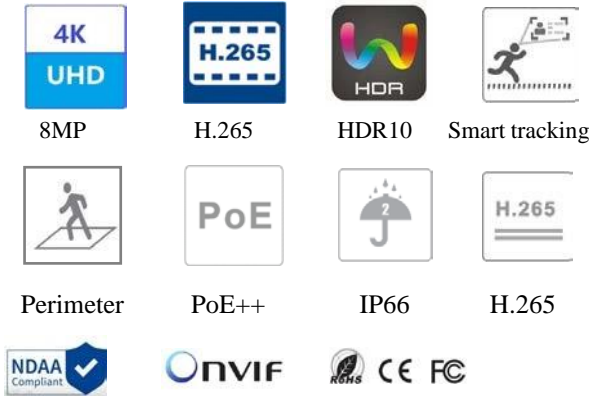 4K
UHD
H.265
HDR
8MP H.265 HDR10 Smart tracking
PoE
2
H.265
Perimeter PoE++ IP66 H.265
NDAA
Compliant
ONVIF
RoHS CE FC